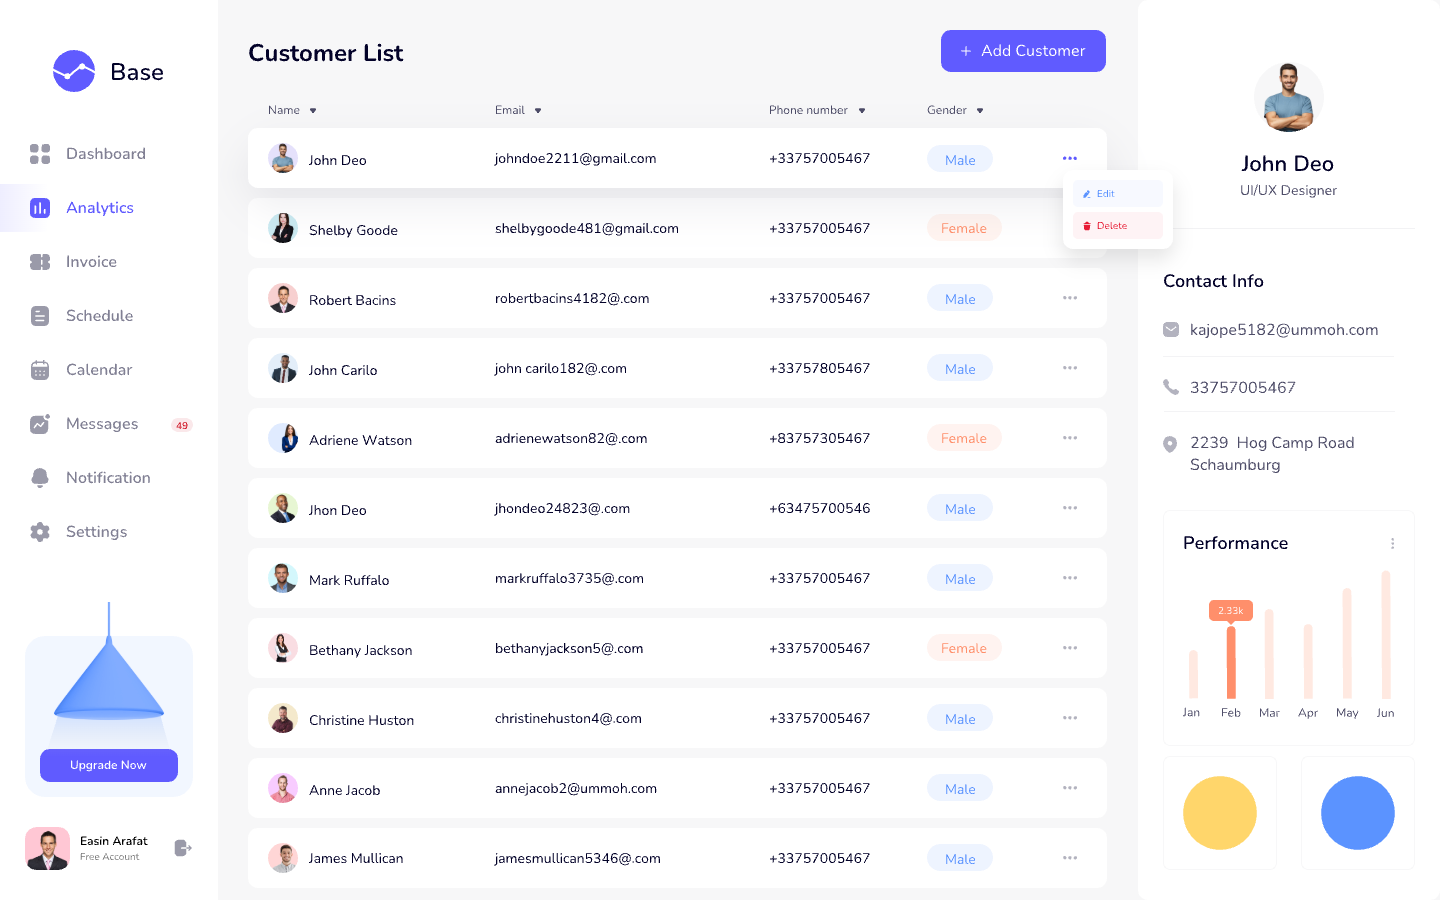 Base
Dashboard
Analytics
Invoice
Schedule
Calendar
Messages 49
Notification
Settings
Upgrade Now
Easin Arafat
Free Account
Customer List
+ Add Customer
Name Email Phone number Gender
John Deo johndoe2211@gmail.com +33757005467 Male
Edit
Delete
Shelby Goode shelbygoode481@gmail.com +33757005467 Female
Robert Bacins robertbacins4182@.com +33757005467 Male
John Carilo john carilo182@.com +33757805467 Male
Adriene Watson adrienewatson82@.com +83757305467 Female
Jhon Deo jhondeo24823@.com +63475700546 Male
Mark Ruffalo markruffalo3735@.com +33757005467 Male
Bethany Jackson bethanyjackson5@.com +33757005467 Female
Christine Huston christinehuston4@.com +33757005467 Male
Anne Jacob annejacob2@ummoh.com +33757005467 Male
James Mullican jamesmullican5346@.com +33757005467 Male
John Deo
UI/UX Designer
Contact Info
kajope5182@ummoh.com
33757005467
2239 Hog Camp Road
Schaumburg
Performance
2.33k
Jan Feb Mar Apr May Jun